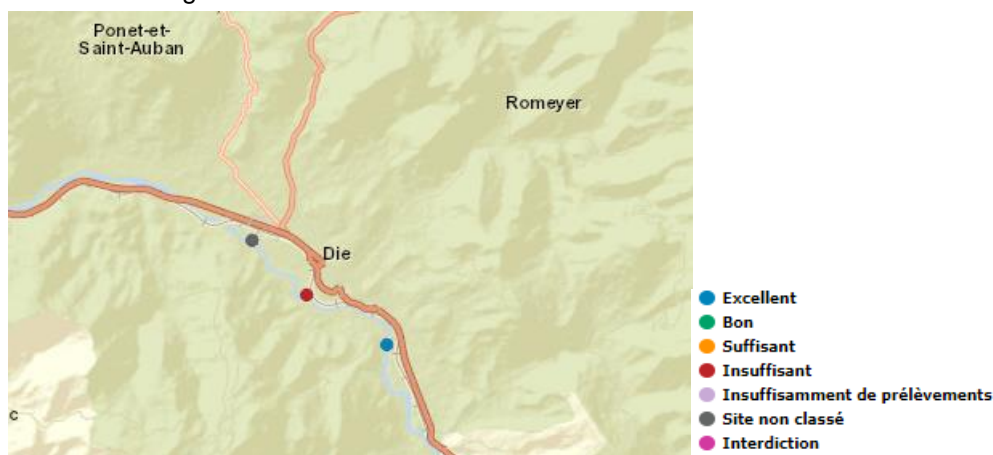 Ponet-et-
Saint-Auban
Romeyer
Die
c
Excellent
Bon
Suffisant
Insuffisant
Insuffisamment de prélèvements
Site non classé
Interdiction